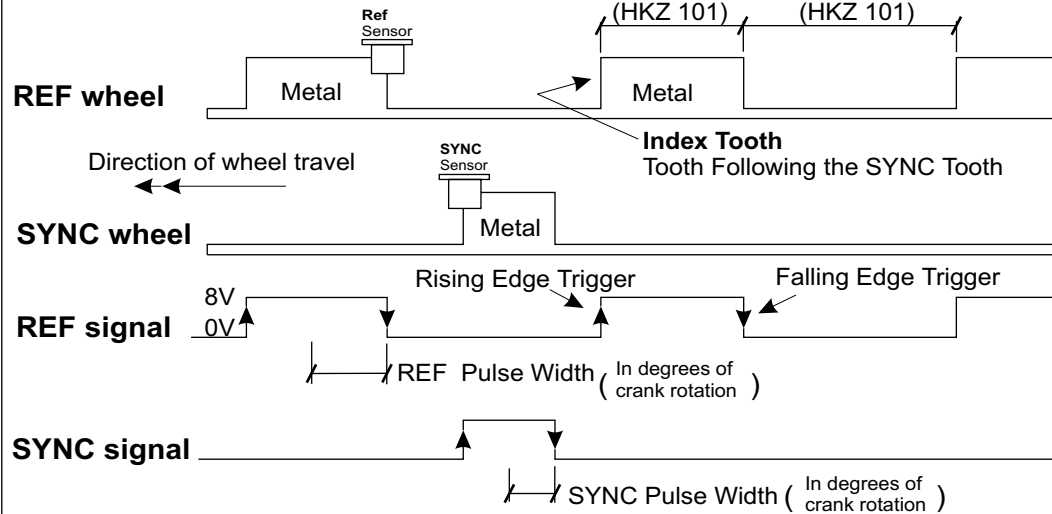 (HKZ 101) (HKZ 101)
Ref
Sensor
REF wheel
Metal
Metal
Index Tooth
Tooth Following the SYNC Tooth
SYNC
Sensor
Direction of wheel travel
SYNC wheel
Metal
Rising Edge Trigger
Falling Edge Trigger
8V
REF signal
0V
REF Pulse Width ( In degrees of
crank rotation )
SYNC signal
SYNC Pulse Width ( In degrees of
crank rotation )